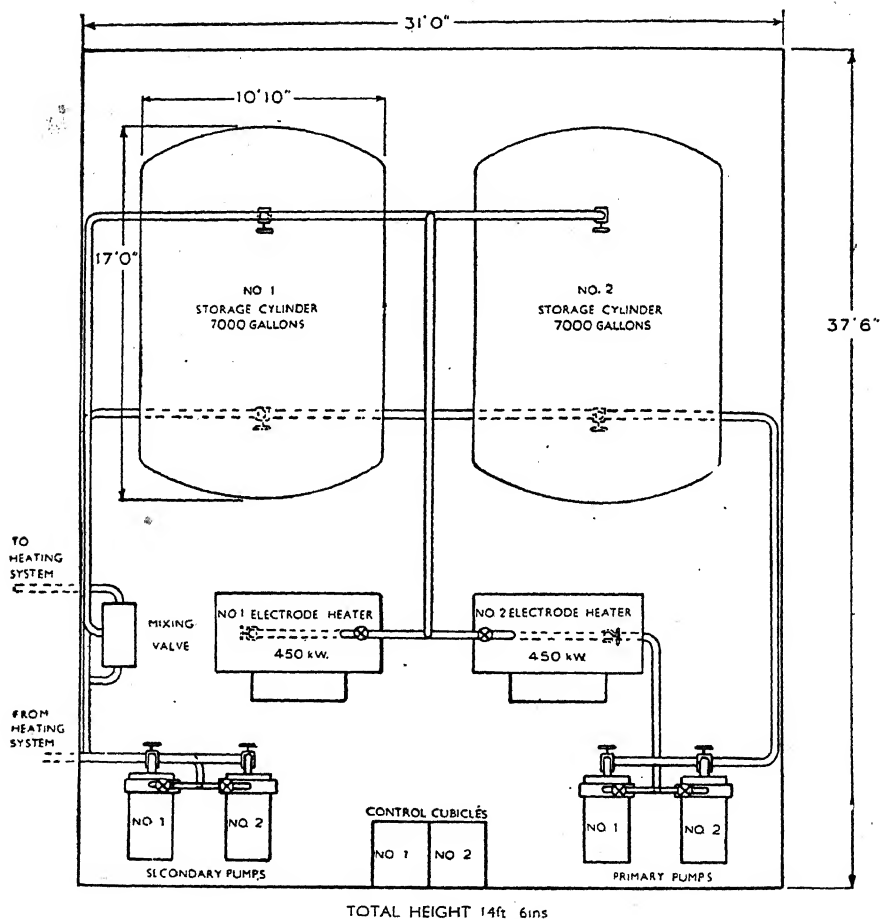 31'0"
10'10"
17'0"
NO 1
STORAGE CYLINDER
7000 GALLONS
NO. 2
STORAGE CYLINDER
7000 GALLONS
37'6"
TO
HEATING
SYSTEM
MIXING
VALVE
NO 1 ELECTRODE HEATER
450 kW.
NO. 2 ELECTRODE HEATER
450 kW.
FROM
HEATING
SYSTEM
NO. 1
NO. 2
SECONDARY PUMPS
CONTROL CUBICLES
NO. 1
NO. 2
NO. 1
NO. 2
PRIMARY PUMPS
TOTAL HEIGHT 14ft 6ins